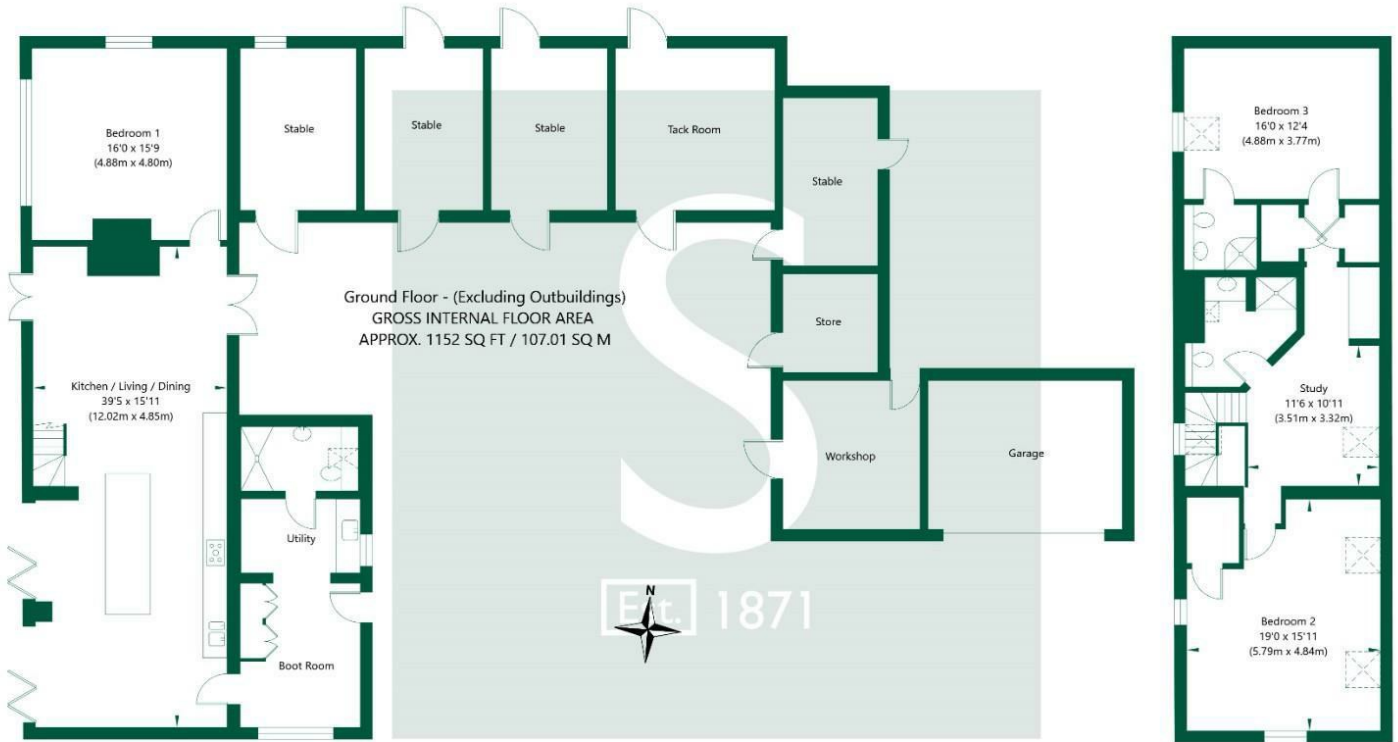 Bedroom 1
16'0 x 15'9
(4.88m x 4.80m)
Stable
Stable
Stable
Tack Room
Stable
Ground Floor - (Excluding Outbuildings)
GROSS INTERNAL FLOOR AREA
APPROX. 1152 SQ FT / 107.01 SQ M
Store
Kitchen / Living / Dining
39'5 x 15'11
(12.02m x 4.85m)
Workshop
Garage
Utility
Boot Room
S
Est. 1871
N
Bedroom 3
16'0 x 12'4
(4.88m x 3.77m)
Study
11'6 x 10'11
(3.51m x 3.32m)
Bedroom 2
19'0 x 15'11
(5.79m x 4.84m)